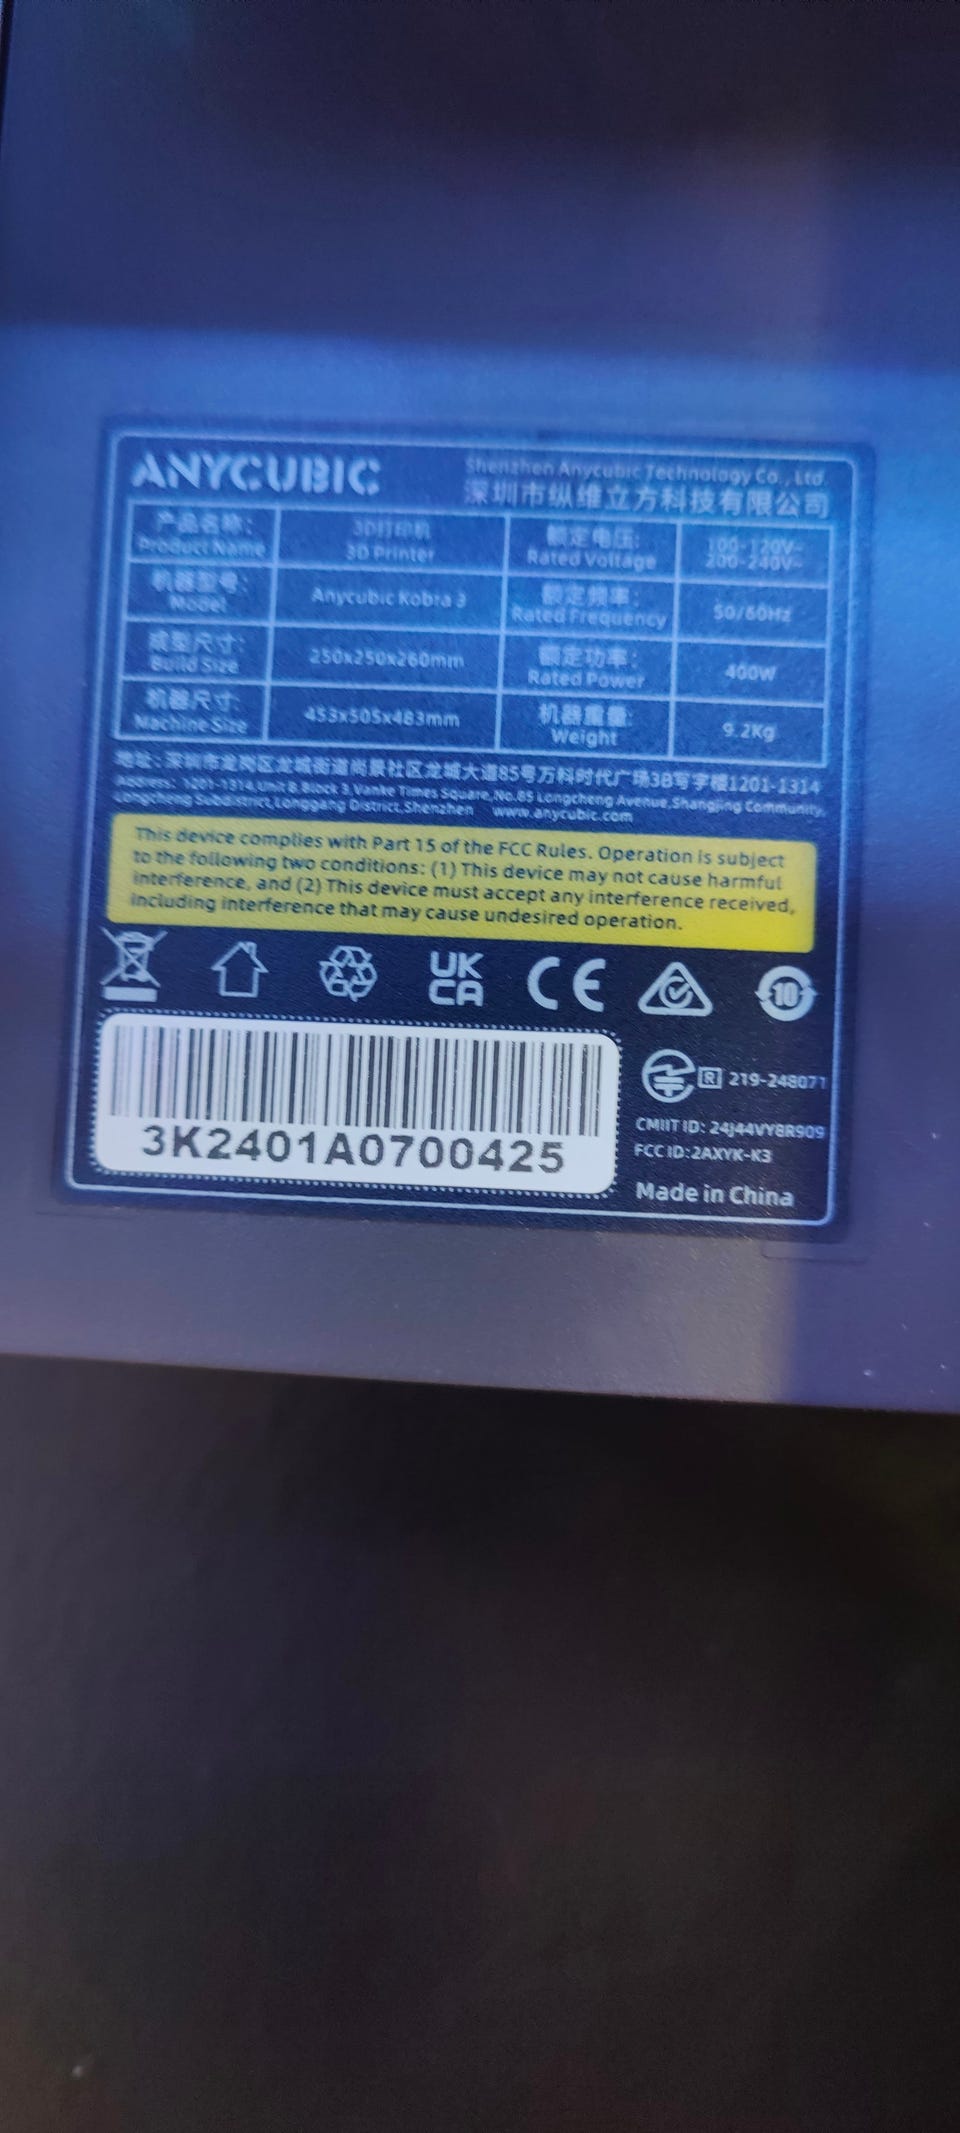 ANYCUBIC
Shenzhen Anycubic Technology Co., Ltd.
深圳市纵维立方科技有限公司
产品名称: 3D打印机 额定电压: 100-120V~
Product Name 3D Printer Rated Voltage 200-240V~
机器型号: Anycubic Kobra 3 额定频率: 50/60Hz
Model Rated Frequency
成型尺寸: 250x250x260mm 额定功率: 400W
Build Size Rated Power
机器尺寸: 453x505x483mm 机器重量: 9.2Kg
Machine Size Weight
地址: 深圳市龙岗区龙城街道尚景社区龙城大道85号万科时代广场3B写字楼1201-1314
Address: 1201-1314,Unit B,Block 3,Vanke Times Square,No.85 Longcheng Avenue,Shangjing Community,
Longcheng Subdistrict,Longgang District,Shenzhen www.anycubic.com
This device complies with Part 15 of the FCC Rules. Operation is subject
to the following two conditions: (1) This device may not cause harmful
interference, and (2) This device must accept any interference received,
including interference that may cause undesired operation.
UK
CA
CE
10
R 219-248071
3K2401A0700425
CMIIT ID: 24J44VY8R909
FCC ID:2AXYK-K3
Made in China